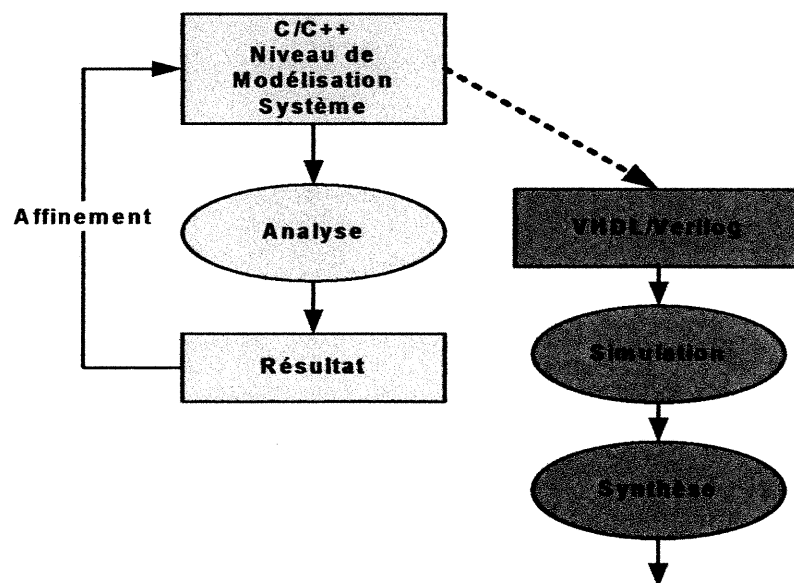 C/C++
Niveau de
Modélisation
Système
Affinement
Analyse
VHDL/Verilog
Simulation
Résultat
Synthèse